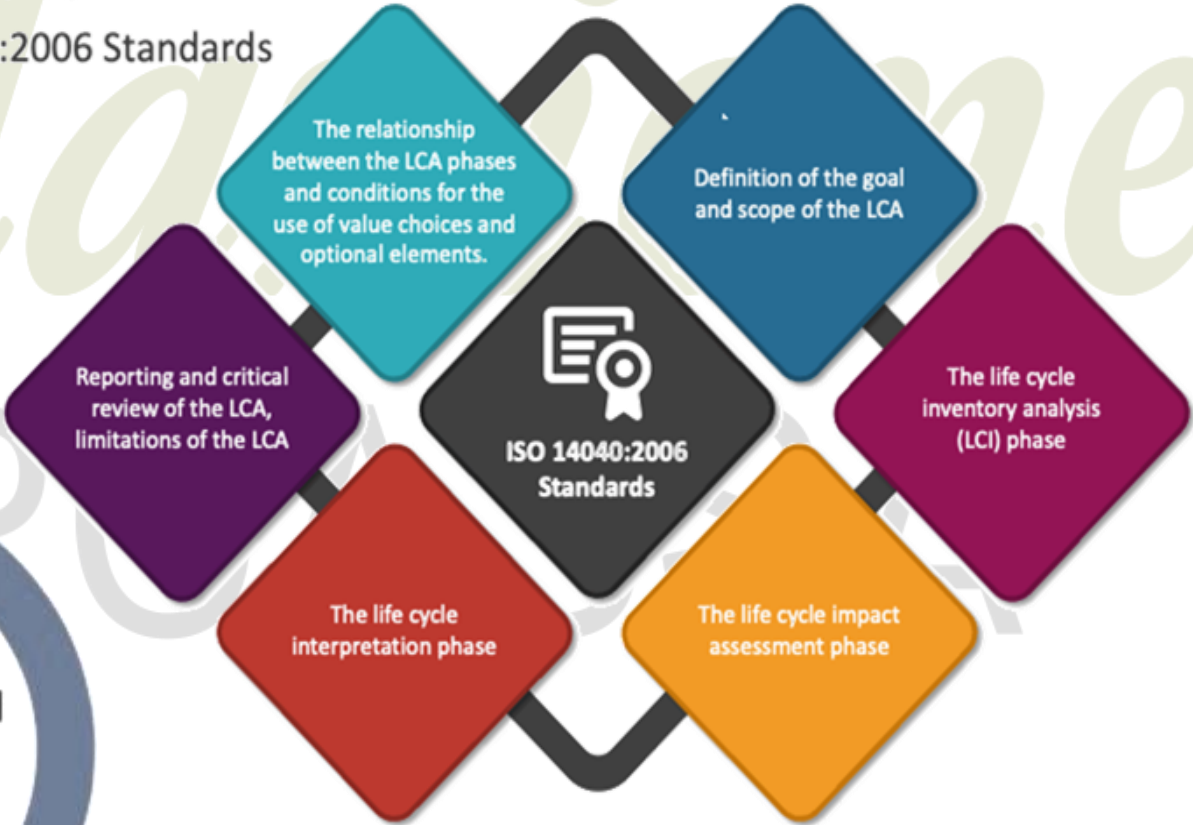 :2006 Standards
The relationship
between the LCA phases
and conditions for the
use of value choices and
optional elements.
Definition of the goal
and scope of the LCA
Reporting and critical
review of the LCA,
limitations of the LCA
ISO 14040:2006
Standards
The life cycle
inventory analysis
(LCI) phase
The life cycle
interpretation phase
The life cycle impact
assessment phase